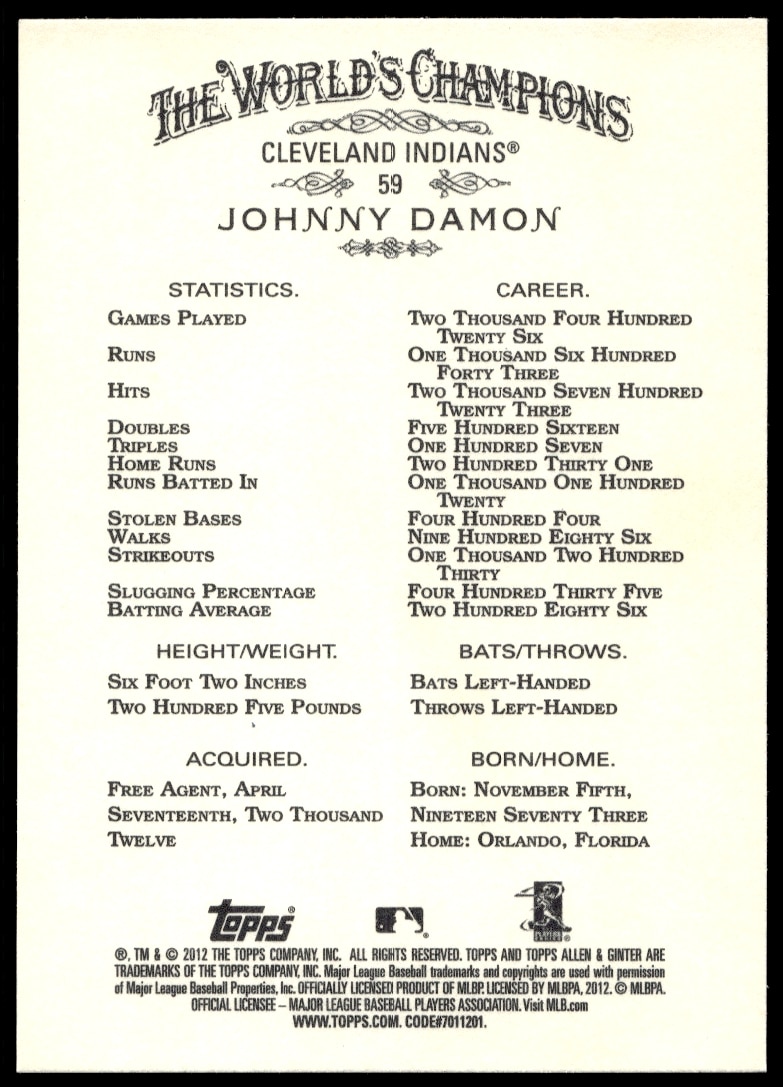 THE WORLD'S CHAMPIONS
CLEVELAND INDIANS®
59
JOHNNY DAMON
STATISTICS.
GAMES PLAYED
RUNS
HITS
DOUBLES
TRIPLES
HOME RUNS
RUNS BATTED IN
STOLEN BASES
WALKS
STRIKEOUTS
SLUGGING PERCENTAGE
BATTING AVERAGE
CAREER.
TWO THOUSAND FOUR HUNDRED
TWENTY SIX
ONE THOUSAND SIX HUNDRED
FORTY THREE
TWO THOUSAND SEVEN HUNDRED
TWENTY THREE
FIVE HUNDRED SIXTEEN
ONE HUNDRED SEVEN
TWO HUNDRED THIRTY ONE
ONE THOUSAND ONE HUNDRED
TWENTY
FOUR HUNDRED FOUR
NINE HUNDRED EIGHTY SIX
ONE THOUSAND TWO HUNDRED
THIRTY
FOUR HUNDRED THIRTY FIVE
TWO HUNDRED EIGHTY SIX
HEIGHT/WEIGHT.
SIX FOOT TWO INCHES
TWO HUNDRED FIVE POUNDS
BATS/THROWS.
BATS LEFT-HANDED
THROWS LEFT-HANDED
ACQUIRED.
FREE AGENT, APRIL
SEVENTEENTH, TWO THOUSAND
TWELVE
BORN/HOME.
BORN: NOVEMBER FIFTH,
NINETEEN SEVENTY THREE
HOME: ORLANDO, FLORIDA
topps
®, TM & © 2012 THE TOPPS COMPANY, INC. ALL RIGHTS RESERVED. TOPPS AND TOPPS ALLEN & GINTER ARE
TRADEMARKS OF THE TOPPS COMPANY, INC. Major League Baseball trademarks and copyrights are used with permission
of Major League Baseball Properties, Inc. OFFICIALLY LICENSED PRODUCT OF MLBP. LICENSED BY MLBPA, 2012. © MLBPA.
OFFICIAL LICENSEE – MAJOR LEAGUE BASEBALL PLAYERS ASSOCIATION. Visit MLB.com
WWW.TOPPS.COM. CODE#7011201.